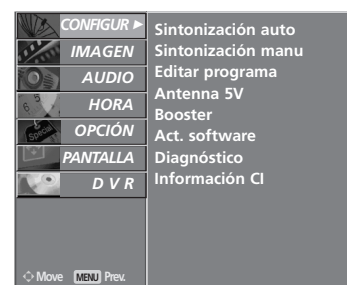 CONFIGUR ►
IMAGEN
AUDIO
HORA
OPCIÓN
PANTALLA
D V R
Sintonización auto
Sintonización manu
Editar programa
Antenna 5V
Booster
Act. software
Diagnóstico
Información CI
Move MENU Prev.